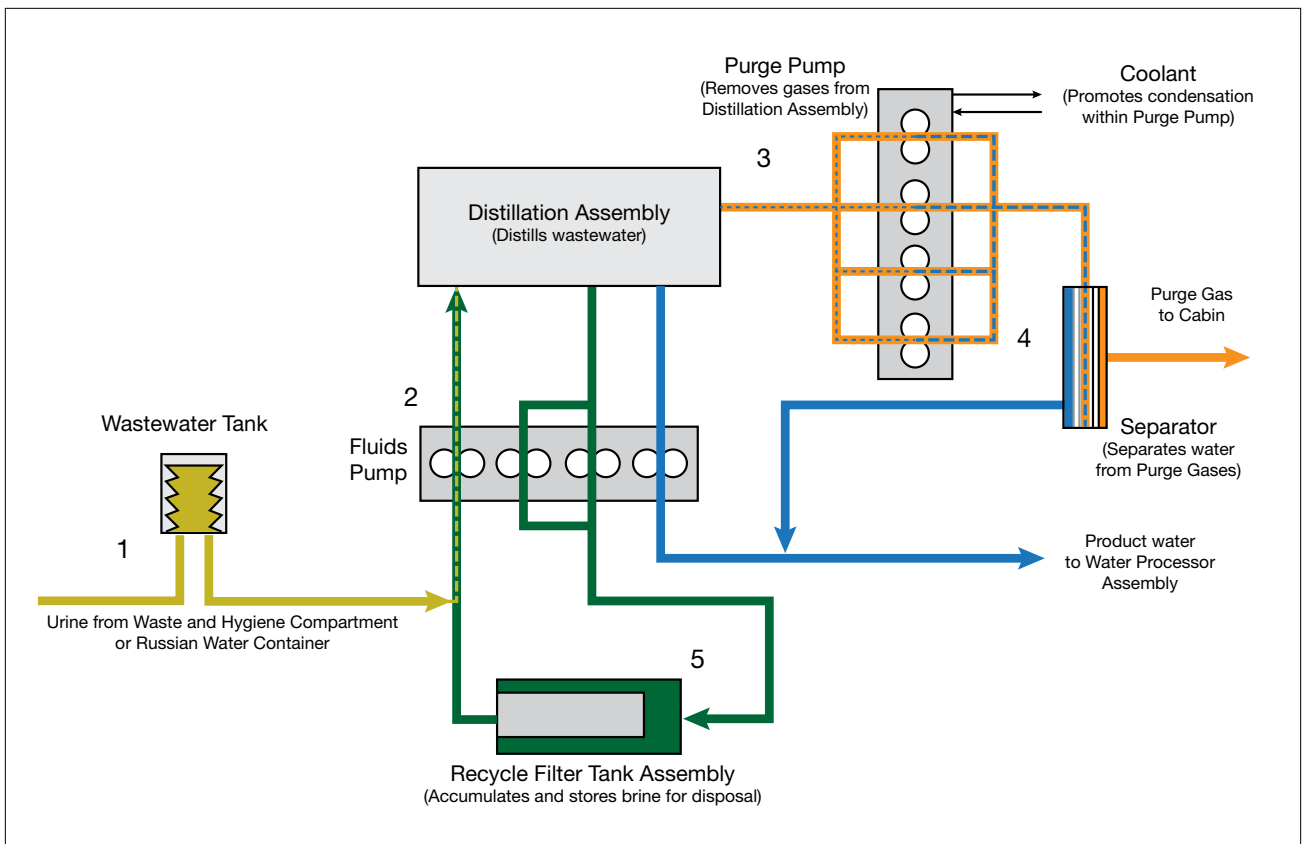 Purge Pump
(Removes gases from
Distillation Assembly)
Coolant
(Promotes condensation
within Purge Pump)
3
Distillation Assembly
(Distills wastewater)
4
Purge Gas
to Cabin
2
Wastewater Tank
Fluids
Pump
Separator
(Separates water
from Purge Gases)
1
Product water
to Water Processor
Assembly
Urine from Waste and Hygiene Compartment
or Russian Water Container
5
Recycle Filter Tank Assembly
(Accumulates and stores brine for disposal)